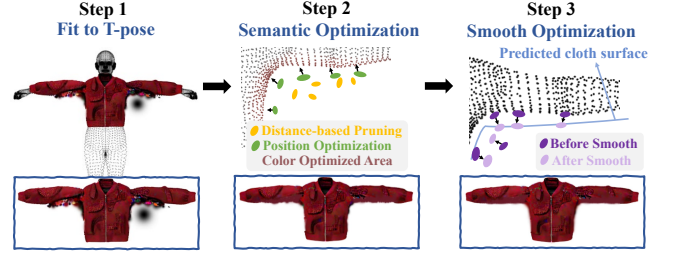 Step 1
Fit to T-pose
Step 2
Semantic Optimization
Distance-based Pruning
Position Optimization
Color Optimized Area
Step 3
Smooth Optimization
Predicted cloth surface
Before Smooth
After Smooth